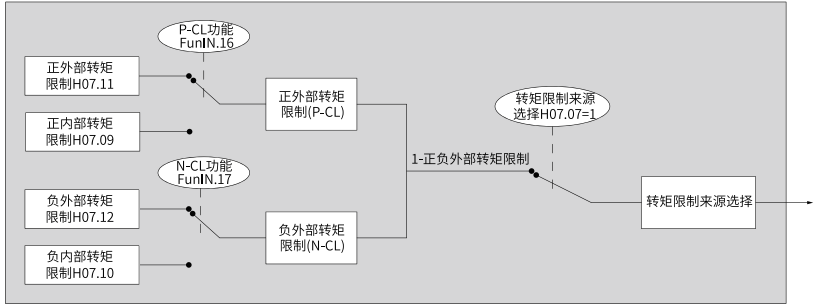 P-CL功能
FunIN.16
正外部转矩
限制H07.11
正外部转矩
限制(P-CL)
正内部转矩
限制H07.09
转矩限制来源
选择H07.07=1
1-正负外部转矩限制
N-CL功能
FunIN.17
负外部转矩
限制H07.12
负外部转矩
限制(N-CL)
负内部转矩
限制H07.10
转矩限制来源选择